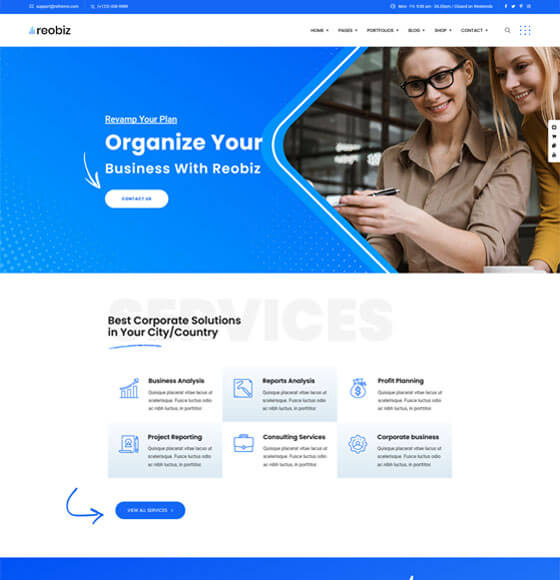 support@rstheme.com (+123) 456-9989 Mon - Fri: 9:00 am - 06.00pm / Closed on Weekends
reobiz HOME PAGES PORTFOLIOS BLOG SHOP CONTACT
Revamp Your Plan
Organize Your
Business With Reobiz
CONTACT US
SERVICES
Best Corporate Solutions
in Your City/Country
Business Analysis
Quisque placerat vitae lacus ut
scelerisque. Fusce luctus odio
ac nibh luctus, in porttitor
Reports Analysis
Quisque placerat vitae lacus ut
scelerisque. Fusce luctus odio
ac nibh luctus, in porttitor
Profit Planning
Quisque placerat vitae lacus ut
scelerisque. Fusce luctus odio
ac nibh luctus, in porttitor
Project Reporting
Quisque placerat vitae lacus ut
scelerisque. Fusce luctus odio
ac nibh luctus, in porttitor
Consulting Services
Quisque placerat vitae lacus ut
scelerisque. Fusce luctus odio
ac nibh luctus, in porttitor
Corporate business
Quisque placerat vitae lacus ut
scelerisque. Fusce luctus odio
ac nibh luctus, in porttitor
VIEW ALL SERVICES